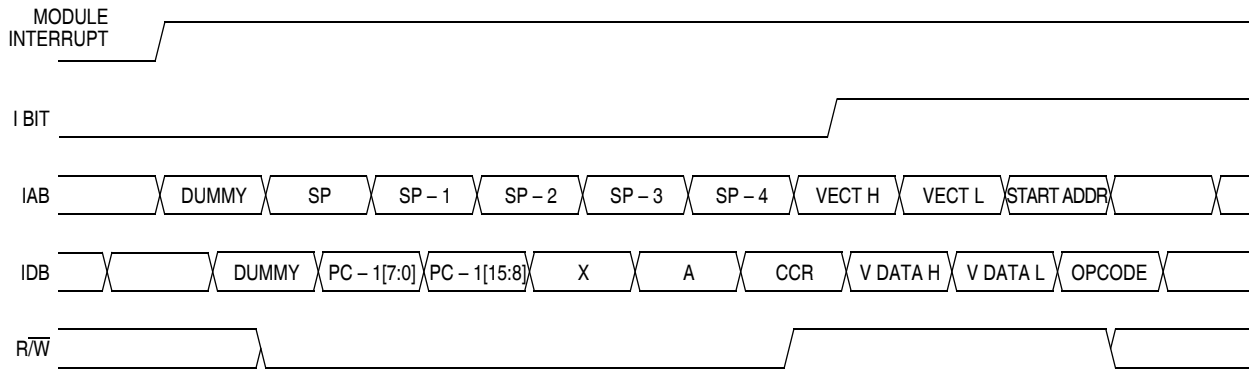 MODULE
INTERRUPT
I BIT
IAB DUMMY SP SP – 1 SP – 2 SP – 3 SP – 4 VECT H VECT L START ADDR
IDB DUMMY PC – 1[7:0] PC – 1[15:8] X A CCR V DATA H V DATA L OPCODE
R/W̅